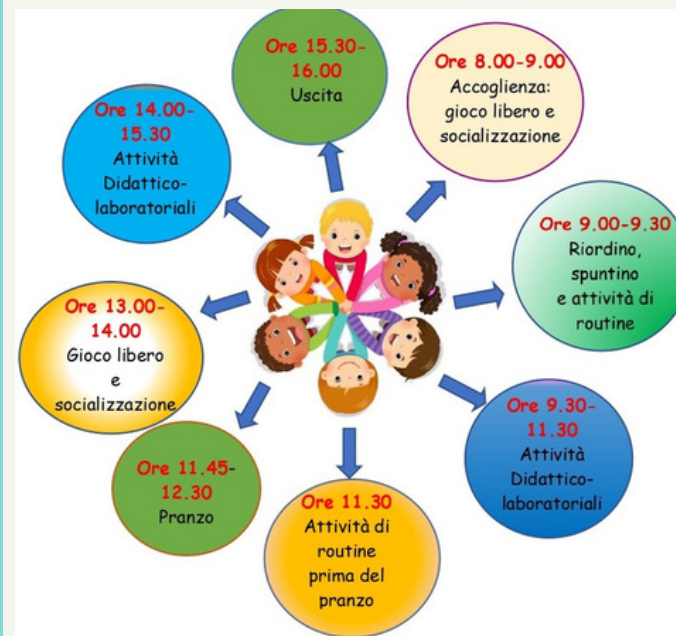 Ore 8.00-9.00
Accoglienza:
gioco libero e
socializzazione
Ore 9.00-9.30
Riordino,
spuntino
e attività di
routine
Ore 9.30-
11.30
Attività
Didattico-
laboratoriali
Ore 11.30
Attività di
routine
prima del
pranzo
Ore 11.45-
12.30
Pranzo
Ore 13.00-
14.00
Gioco libero
e
socializzazione
Ore 14.00-
15.30
Attività
Didattico-
laboratoriali
Ore 15.30-
16.00
Uscita